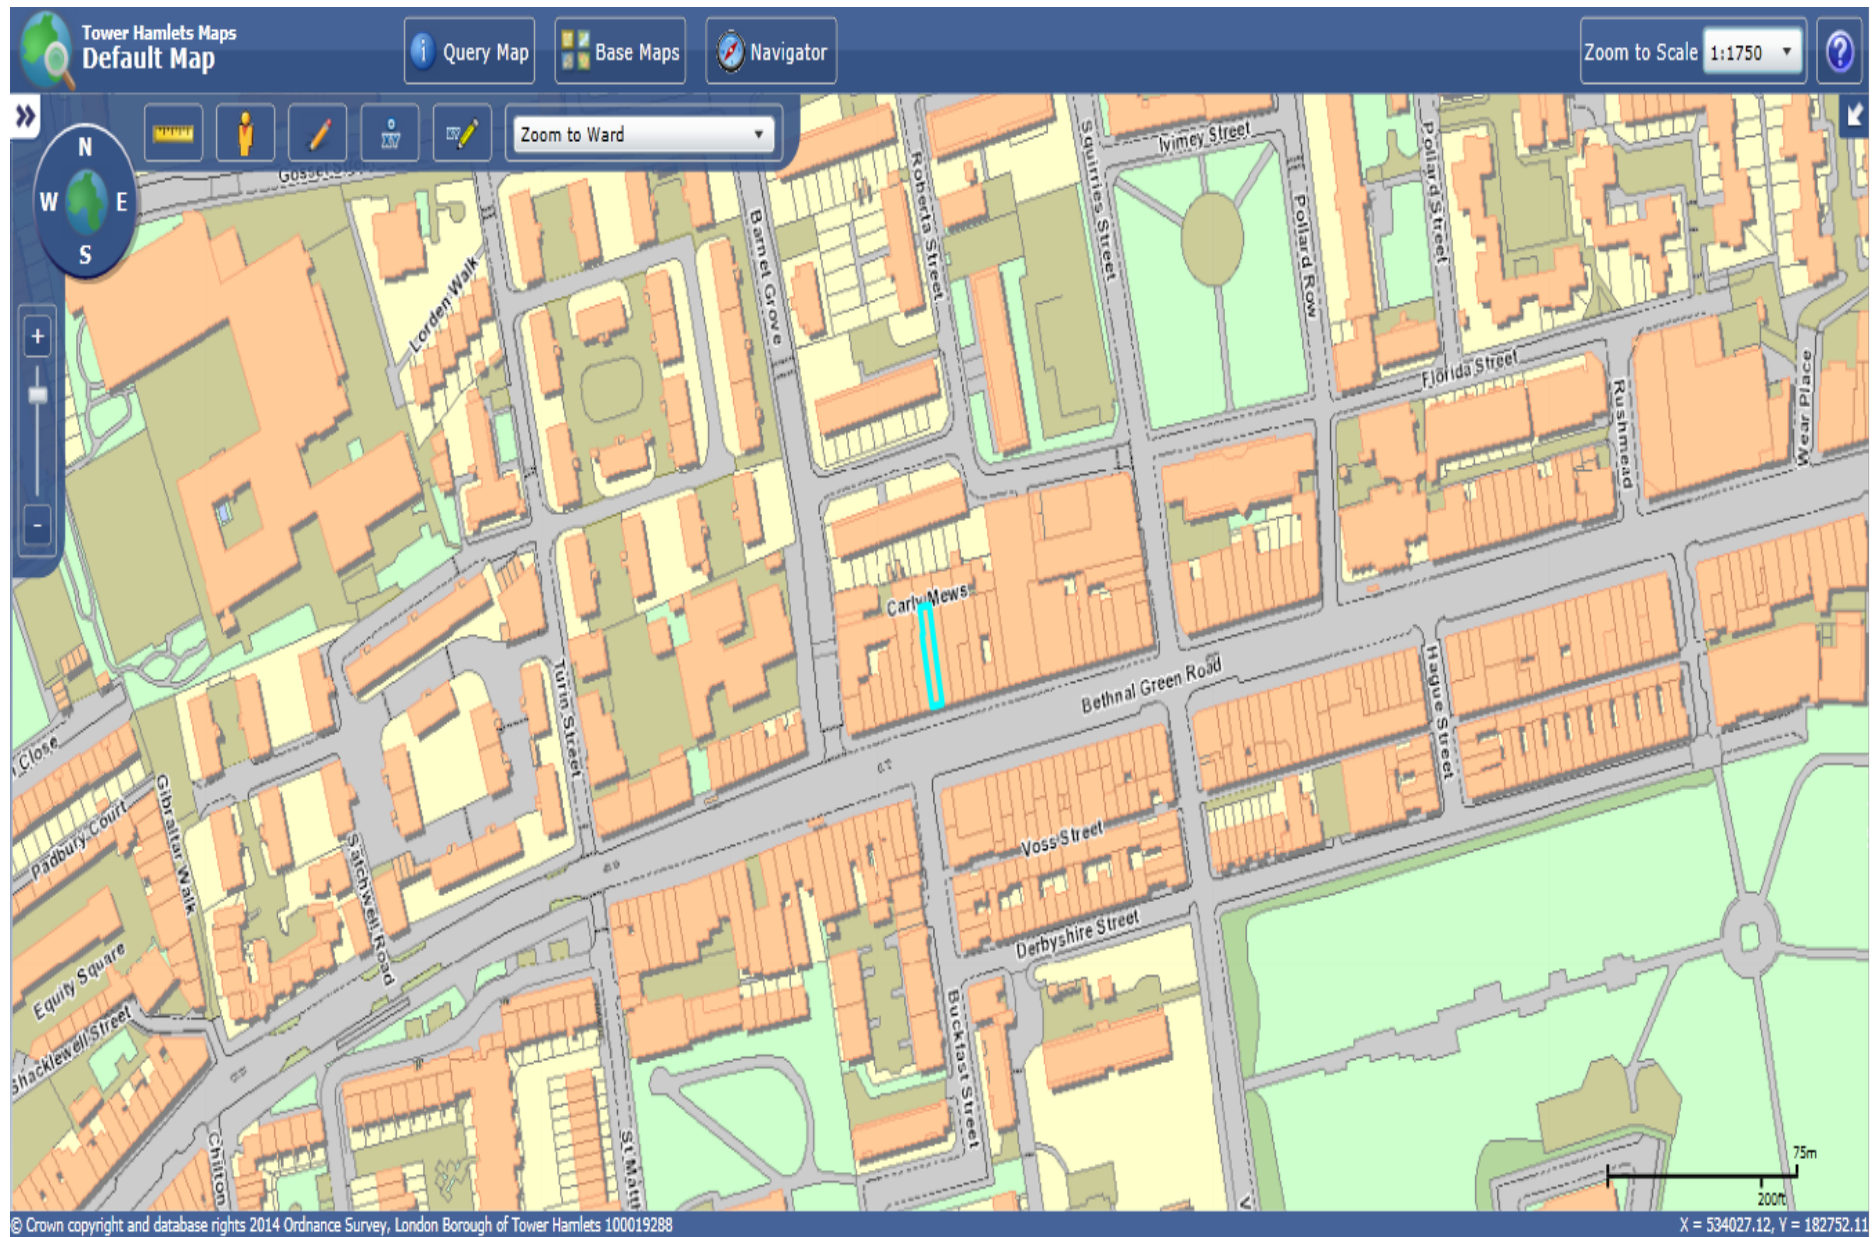 Tower Hamlets Maps
Default Map
Query Map
Base Maps
Navigator
Zoom to Scale 1:1750
Zoom to Ward
N
W E
S
Ivimey Street
Squirries Street
Roberta Street
Pollard Street
Pollard Row
Barnet Grove
Lorden Walk
Florida Street
Rushmead
Wear Place
Carly Mews
Bethnal Green Road
Hague Street
Turin Street
Close
Padbury Court
Gibraltar Walk
Satchwell Road
Voss Street
Derbyshire Street
Equity Square
Shacklewell Street
Buckfast Street
Chilton
St Matth
V
75m
200ft
© Crown copyright and database rights 2014 Ordnance Survey, London Borough of Tower Hamlets 100019288
X = 534027.12, Y = 182752.11